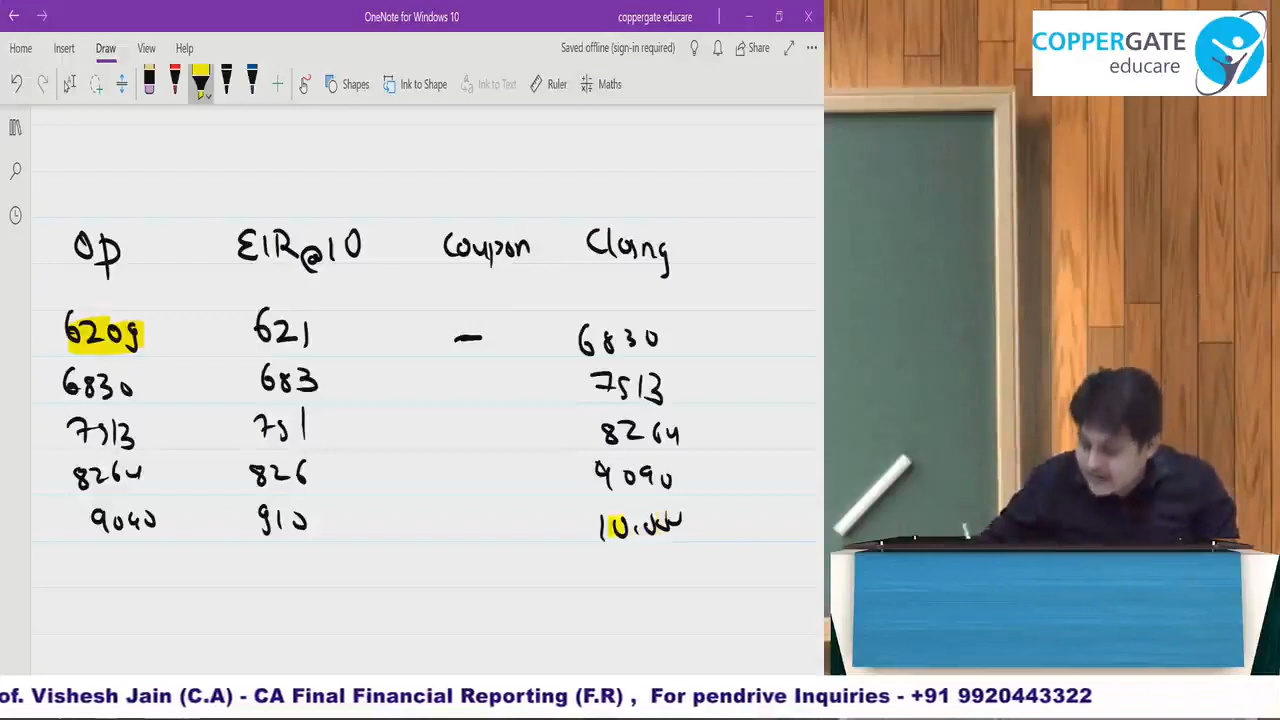 OneNote for Windows 10
coppergate educare
Home Insert Draw View Help
Saved offline (sign-in required)
Share
Shapes
Ink to Shape
Ink to Text
Ruler
Maths
COPPERGATE
educare
Op EIR@10 Coupon Closing
6209 621 - 6830
6830 683 7513
7513 751 8264
8264 826 9090
9090 910 10,000
of. Vishesh Jain (C.A) - CA Final Financial Reporting (F.R) , For pendrive Inquiries - +91 9920443322